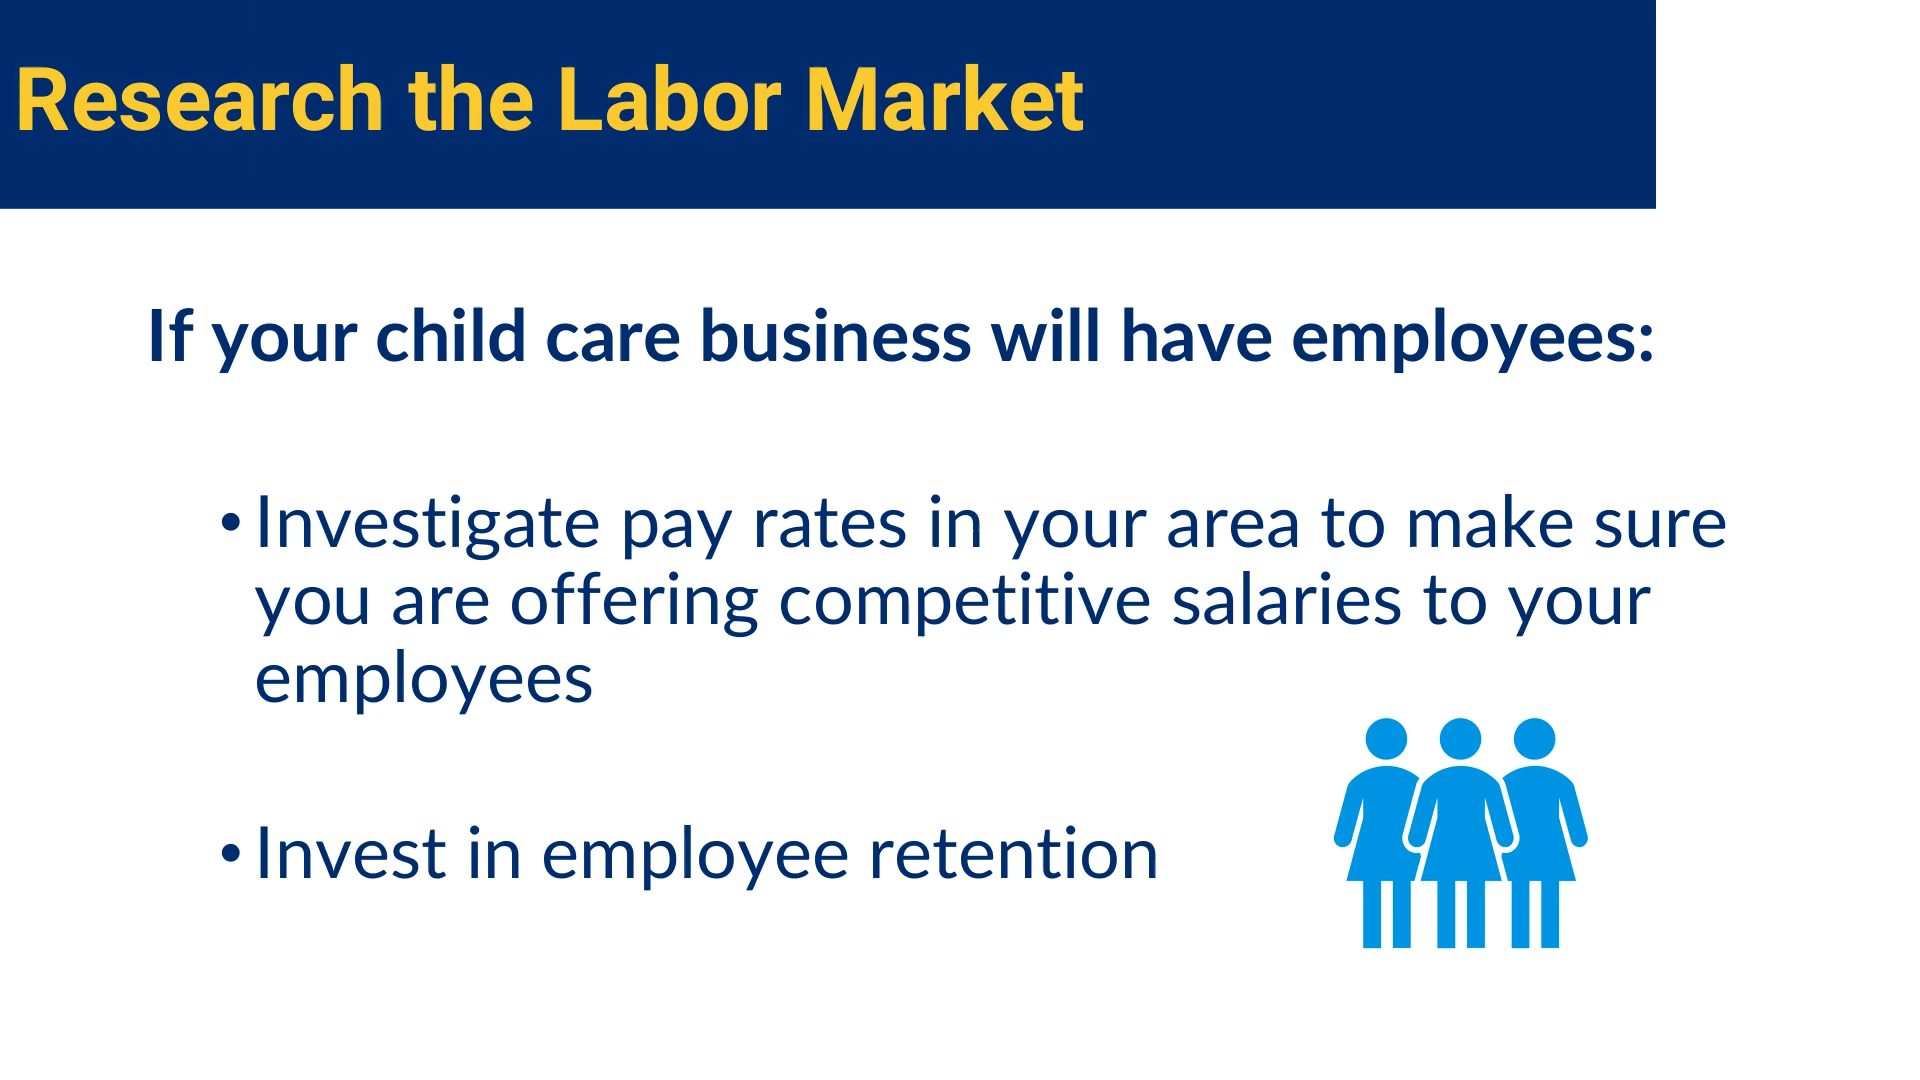 Research the Labor Market
If your child care business will have employees:
• Investigate pay rates in your area to make sure
you are offering competitive salaries to your
employees
• Invest in employee retention